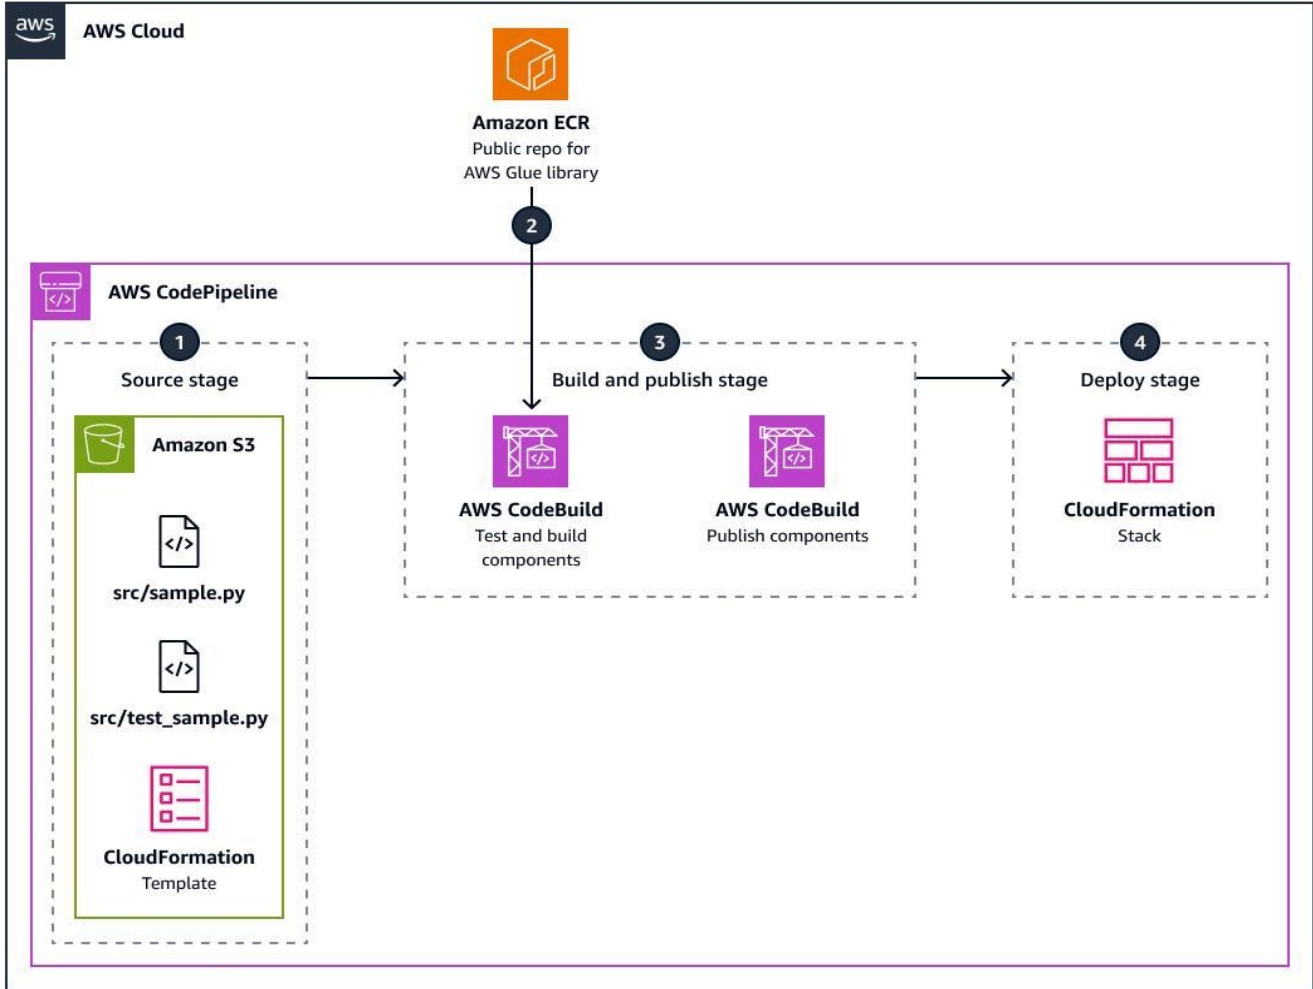 aws
AWS Cloud
Amazon ECR
Public repo for
AWS Glue library
2
AWS CodePipeline
1
Source stage
Amazon S3
</>
src/sample.py
</>
src/test_sample.py
CloudFormation
Template
3
Build and publish stage
AWS CodeBuild
Test and build
components
AWS CodeBuild
Publish components
4
Deploy stage
CloudFormation
Stack